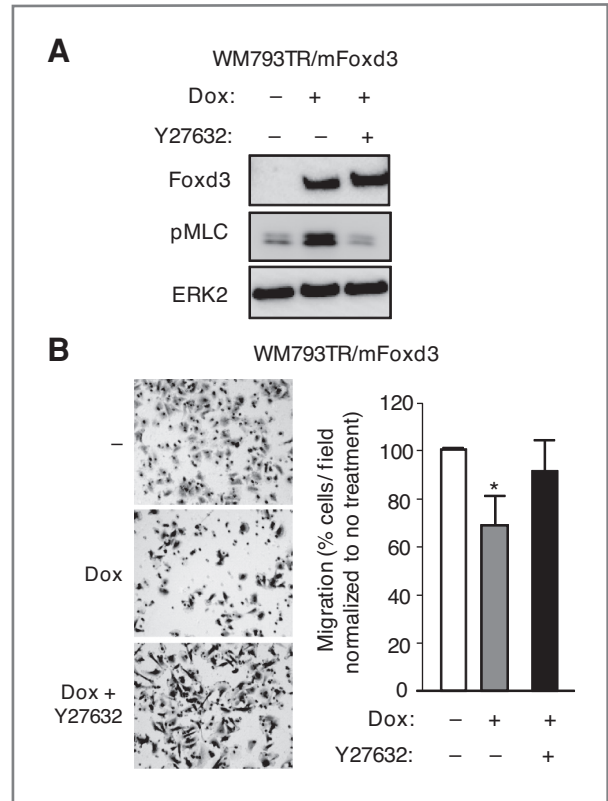 A
WM793TR/mFoxd3
Dox: – + +
Y27632: – – +
Foxd3
pMLC
ERK2
B
WM793TR/mFoxd3
–
Dox
Dox +
Y27632
Migration (% cells/ field
normalized to no treatment)
120
100
80
60
40
20
0
*
Dox: – + +
Y27632: – – +